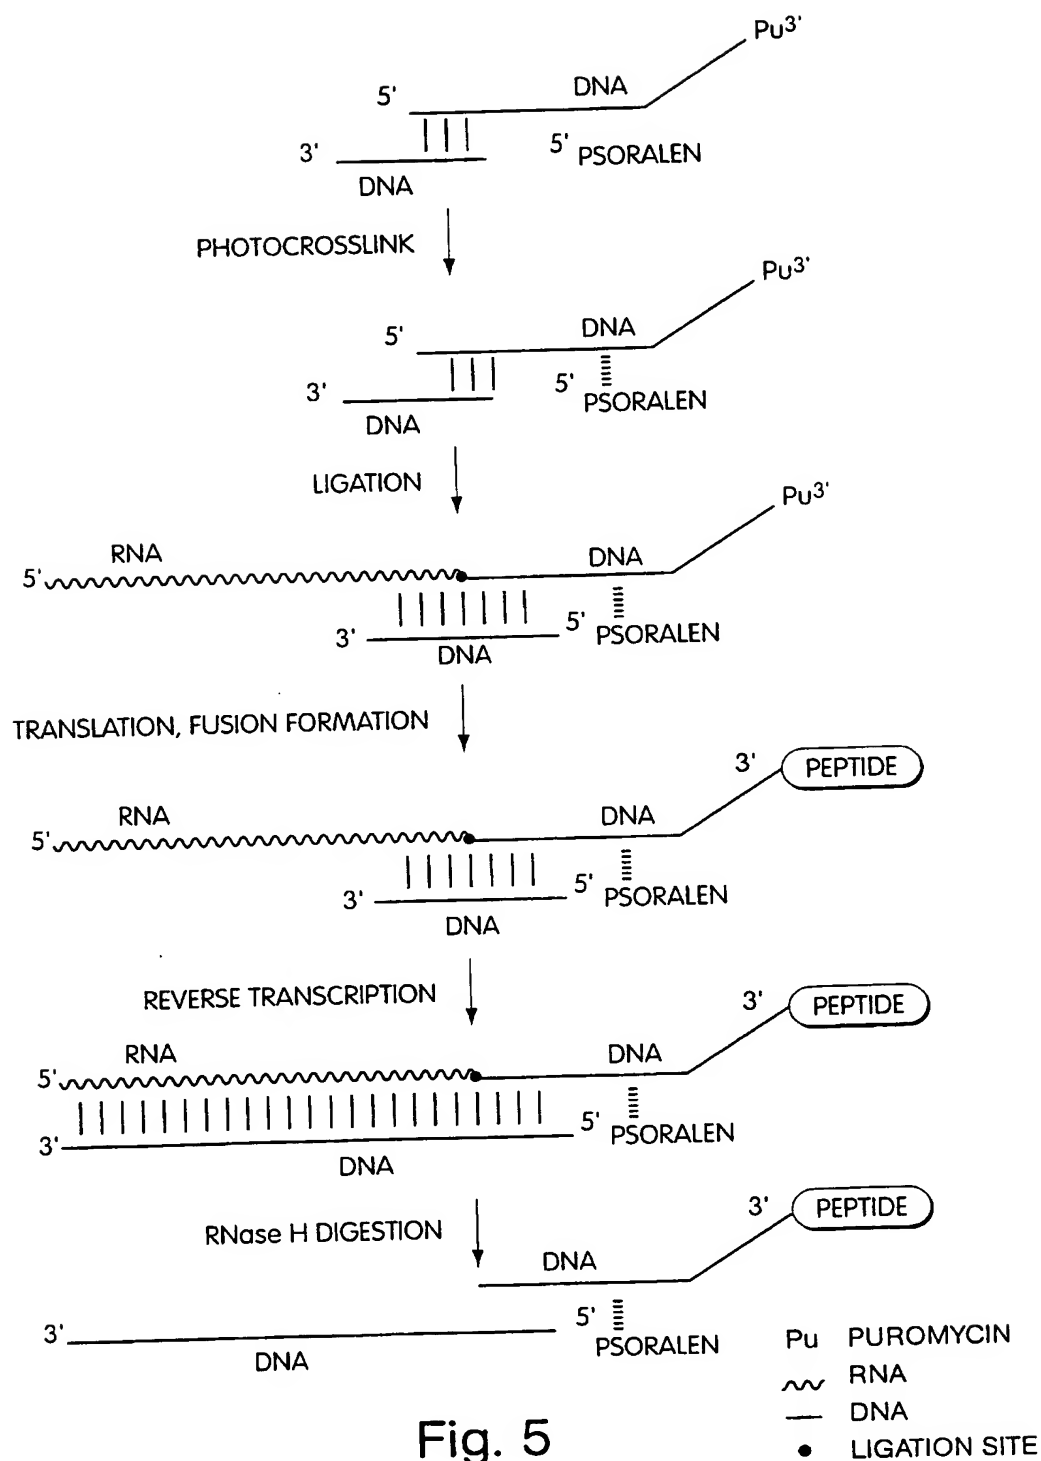 Pu3'
DNA
5'
5' PSORALEN
3'
DNA
PHOTOCROSSLINK
Pu3'
DNA
5'
5' PSORALEN
3'
DNA
LIGATION
Pu3'
RNA
DNA
5'
5' PSORALEN
3'
DNA
TRANSLATION, FUSION FORMATION
3' PEPTIDE
RNA
DNA
5'
5' PSORALEN
3'
DNA
REVERSE TRANSCRIPTION
3' PEPTIDE
RNA
DNA
5'
5' PSORALEN
3'
DNA
RNase H DIGESTION
3' PEPTIDE
DNA
5' PSORALEN
3'
DNA
Pu PUROMYCIN
RNA
DNA
LIGATION SITE
Fig. 5